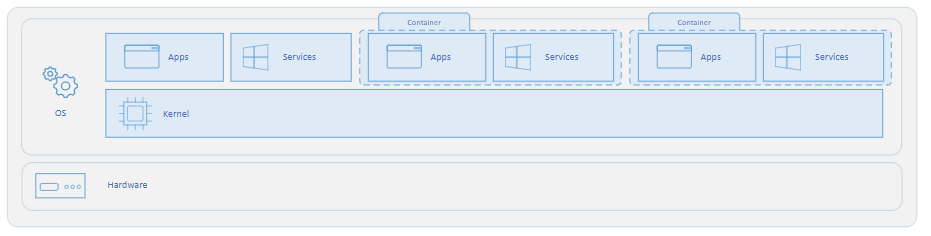 Container
Container
Apps
Services
Apps
Services
Apps
Services
OS
Kernel
Hardware